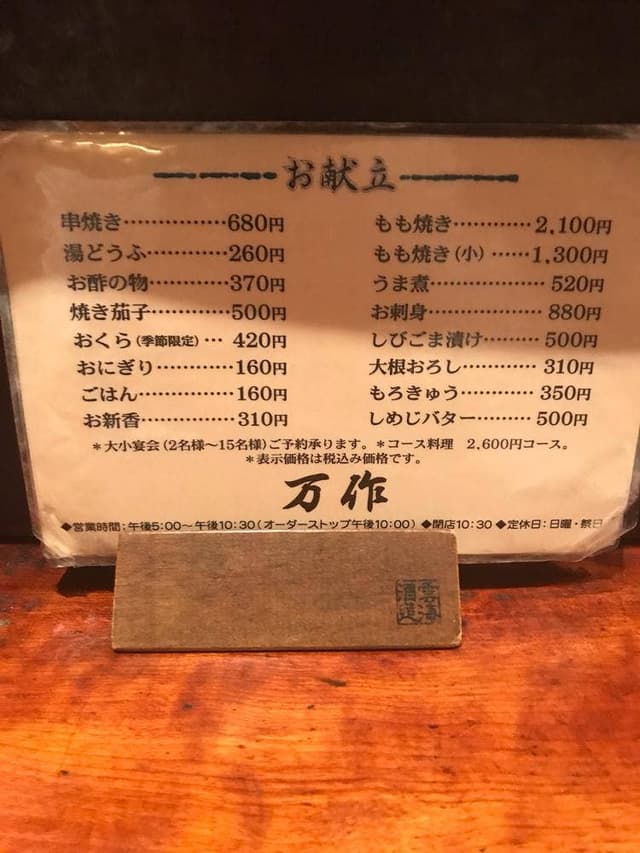 お献立
串焼き……………680円
湯どうふ…………260円
お酢の物…………370円
焼き茄子…………500円
おくら（季節限定）… 420円
おにぎり…………160円
ごはん……………160円
お新香……………310円
もも焼き…………2,100円
もも焼き（小）……1,300円
うま煮……………520円
お刺身……………880円
しびごま漬け………500円
大根おろし…………310円
もろきゅう…………350円
しめじバター………500円
＊大小宴会（2名様〜15名様）ご予約承ります。＊コース料理　2,600円コース。
＊表示価格は税込み価格です。
万作
◆営業時間：午後5:00〜午後10:30（オーダーストップ午後10:00） ◆閉店10:30 ◆定休日：日曜・祭日
雲海
酒造